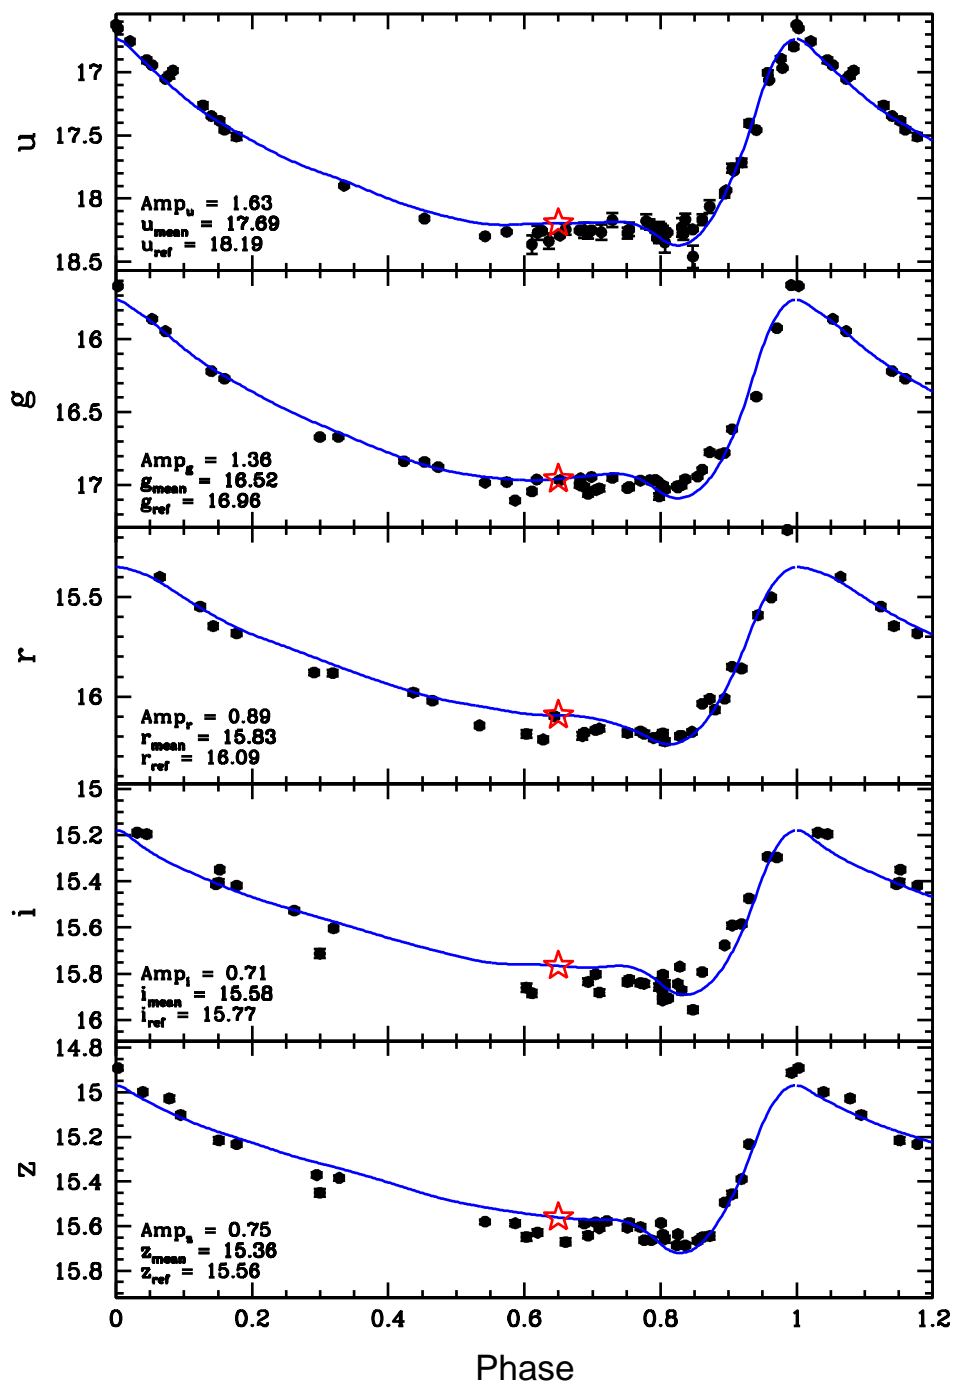 u
17
17.5
18
18.5
Amp_u = 1.63
u_mean = 17.69
u_ref = 18.19
g
16
16.5
17
Amp_g = 1.36
g_mean = 16.52
g_ref = 16.96
r
15.5
16
Amp_r = 0.89
r_mean = 15.83
r_ref = 16.09
i
15
15.2
15.4
15.6
15.8
16
Amp_i = 0.71
i_mean = 15.58
i_ref = 15.77
z
14.8
15
15.2
15.4
15.6
15.8
Amp_z = 0.75
z_mean = 15.36
z_ref = 15.56
0 0.2 0.4 0.6 0.8 1 1.2
Phase